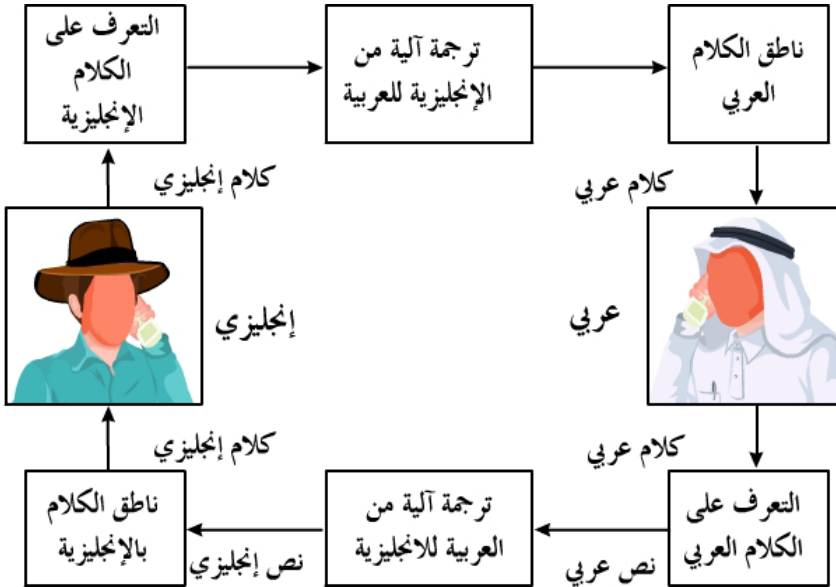 التعرف على
الكلام
الإنجليزية
ترجمة آلية من
الإنجليزية للعربية
ناطق الكلام
العربي
كلام إنجليزي
كلام عربي
إنجليزي
عربي
كلام إنجليزي
كلام عربي
ناطق الكلام
بالإنجليزية
ترجمة آلية من
العربية للانجليزية
التعرف على
الكلام العربي
نص إنجليزي
نص عربي